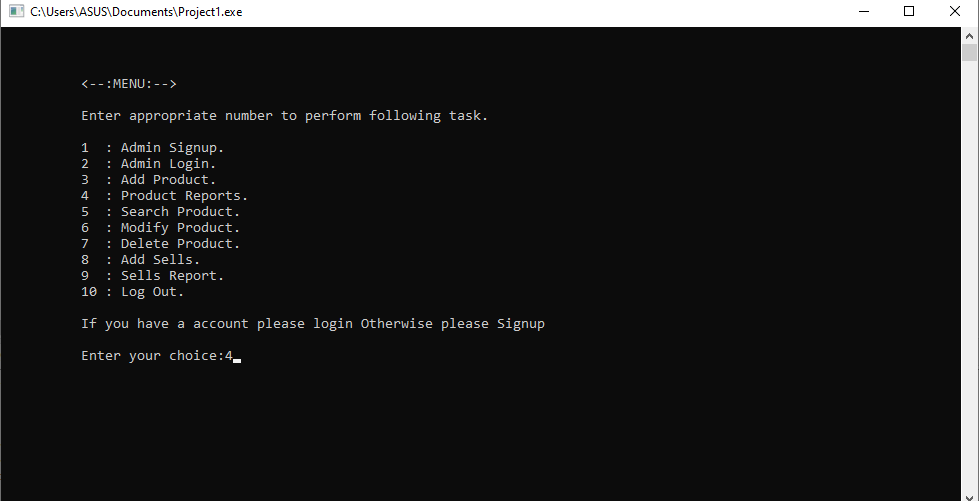 C:\Users\ASUS\Documents\Project1.exe
<--:MENU:-->
Enter appropriate number to perform following task.
1  : Admin Signup.
2  : Admin Login.
3  : Add Product.
4  : Product Reports.
5  : Search Product.
6  : Modify Product.
7  : Delete Product.
8  : Add Sells.
9  : Sells Report.
10 : Log Out.
If you have a account please login Otherwise please Signup
Enter your choice:4